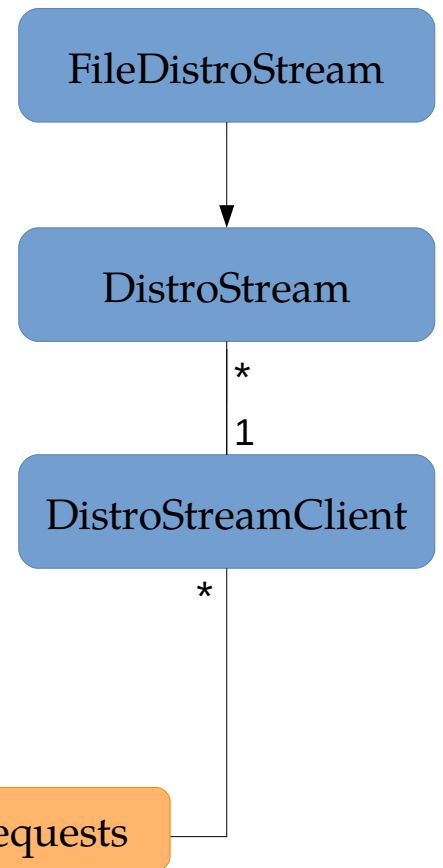 FileDistroStream
DistroStream
*
1
DistroStreamClient
*
equests